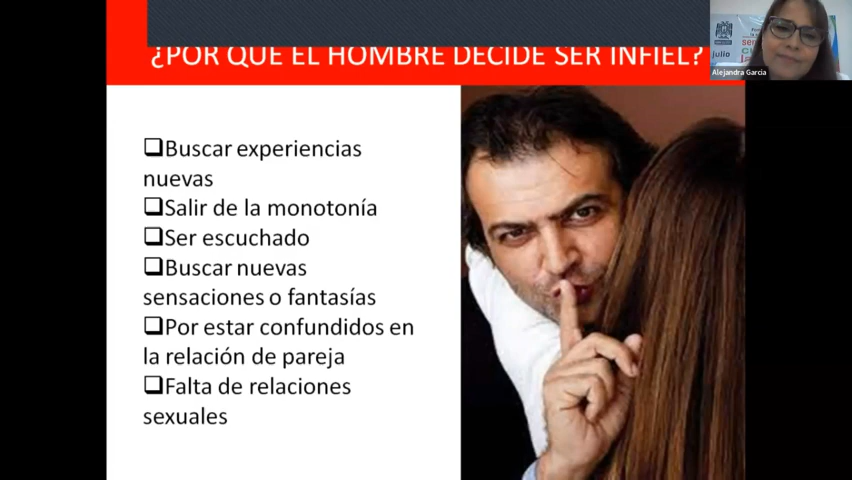 ¿POR QUE EL HOMBRE DECIDE SER INFIEL?
❑Buscar experiencias
nuevas
❑Salir de la monotonía
❑Ser escuchado
❑Buscar nuevas
sensaciones o fantasías
❑Por estar confundidos en
la relación de pareja
❑Falta de relaciones
sexuales
julio
Alejandra Garcia